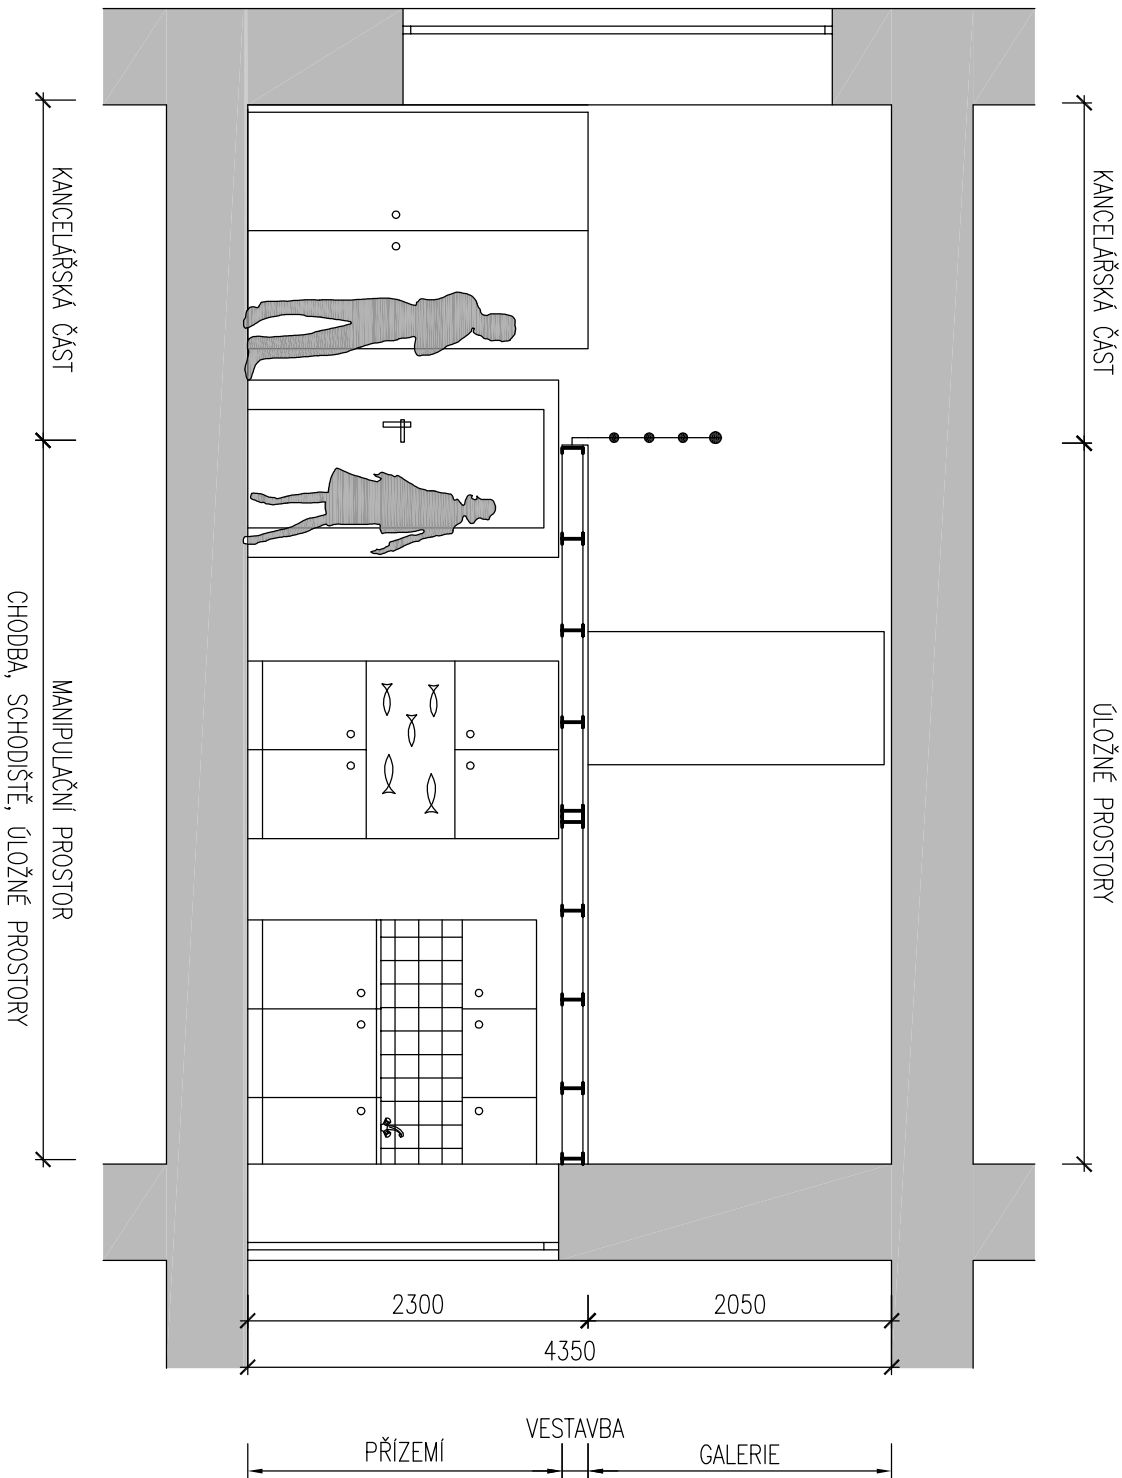 KANCELÁŘSKÁ ČÁST
ÚLOŽNÉ PROSTORY
KANCELÁŘSKÁ ČÁST
MANIPULAČNÍ PROSTOR
CHODBA, SCHODIŠTĚ, ÚLOŽNÉ PROSTORY
2300
2050
4350
VESTAVBA
PŘÍZEMÍ
GALERIE